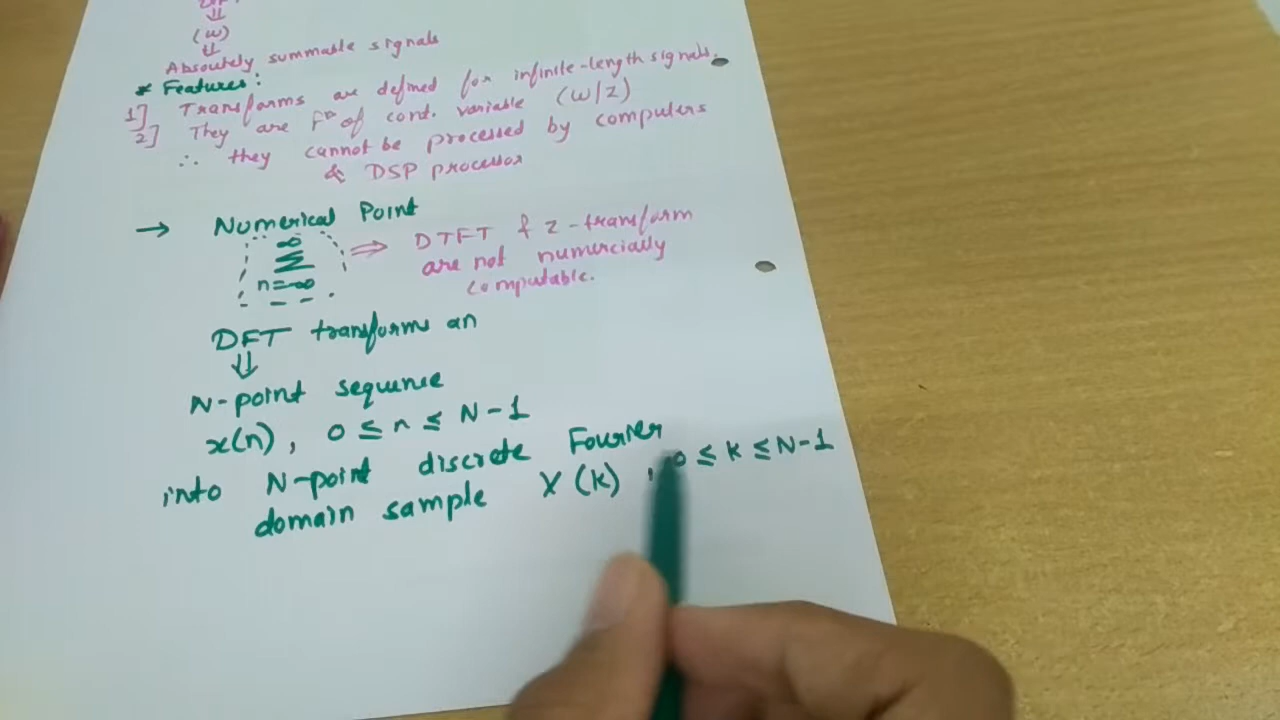 (w)
Absolutely summable signals
* Features:
1] Transforms are defined for infinite-length signals.
2] They are Fⁿ of cont. variable (w/z)
∴ they cannot be processed by computers
& DSP processor
→ Numerical Point
∞
Σ ⇒ DTFT & z-transform
n=-∞ are not numercially
computable.
DFT transforms an
⇓
N-point sequence
x(n), 0 ≤ n ≤ N-1
into N-point discrete Fourier
domain sample X(k), 0 ≤ k ≤ N-1